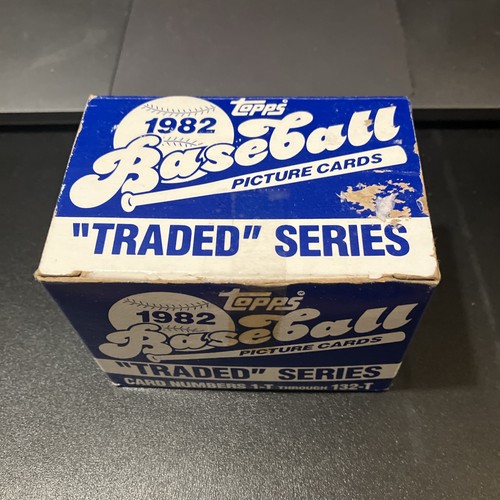 Topps
1982
Baseball
PICTURE CARDS
"TRADED" SERIES
Topps®
1982
Baseball
PICTURE CARDS
"TRADED" SERIES
CARD NUMBERS 1-T THROUGH 132-T